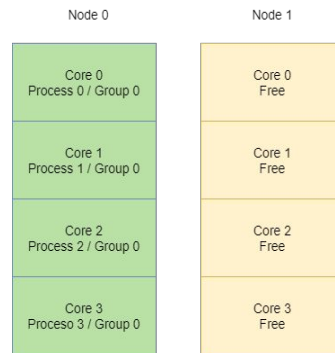 Node 0
Core 0
Process 0 / Group 0
Core 1
Process 1 / Group 0
Core 2
Process 2 / Group 0
Core 3
Proceso 3 / Group 0
Node 1
Core 0
Free
Core 1
Free
Core 2
Free
Core 3
Free